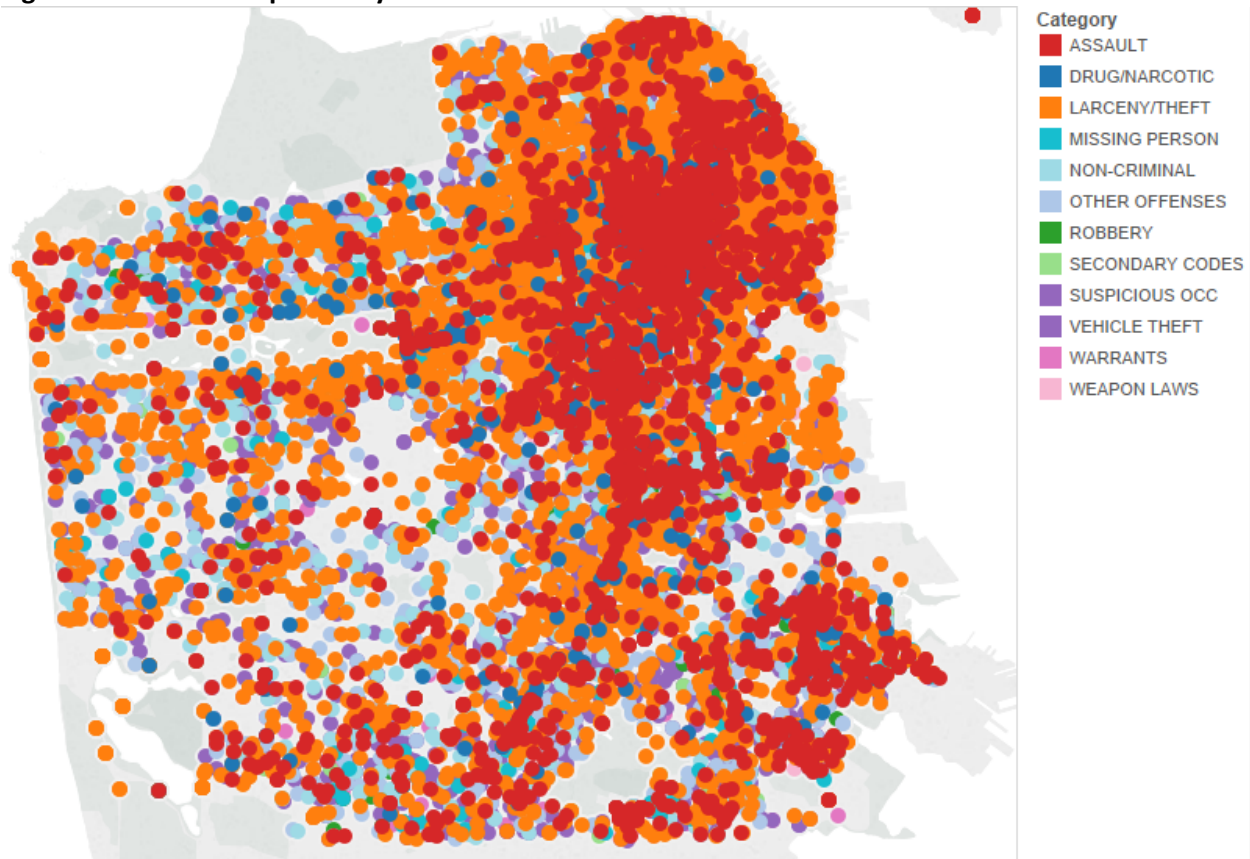 Category
ASSAULT
DRUG/NARCOTIC
LARCENY/THEFT
MISSING PERSON
NON-CRIMINAL
OTHER OFFENSES
ROBBERY
SECONDARY CODES
SUSPICIOUS OCC
VEHICLE THEFT
WARRANTS
WEAPON LAWS